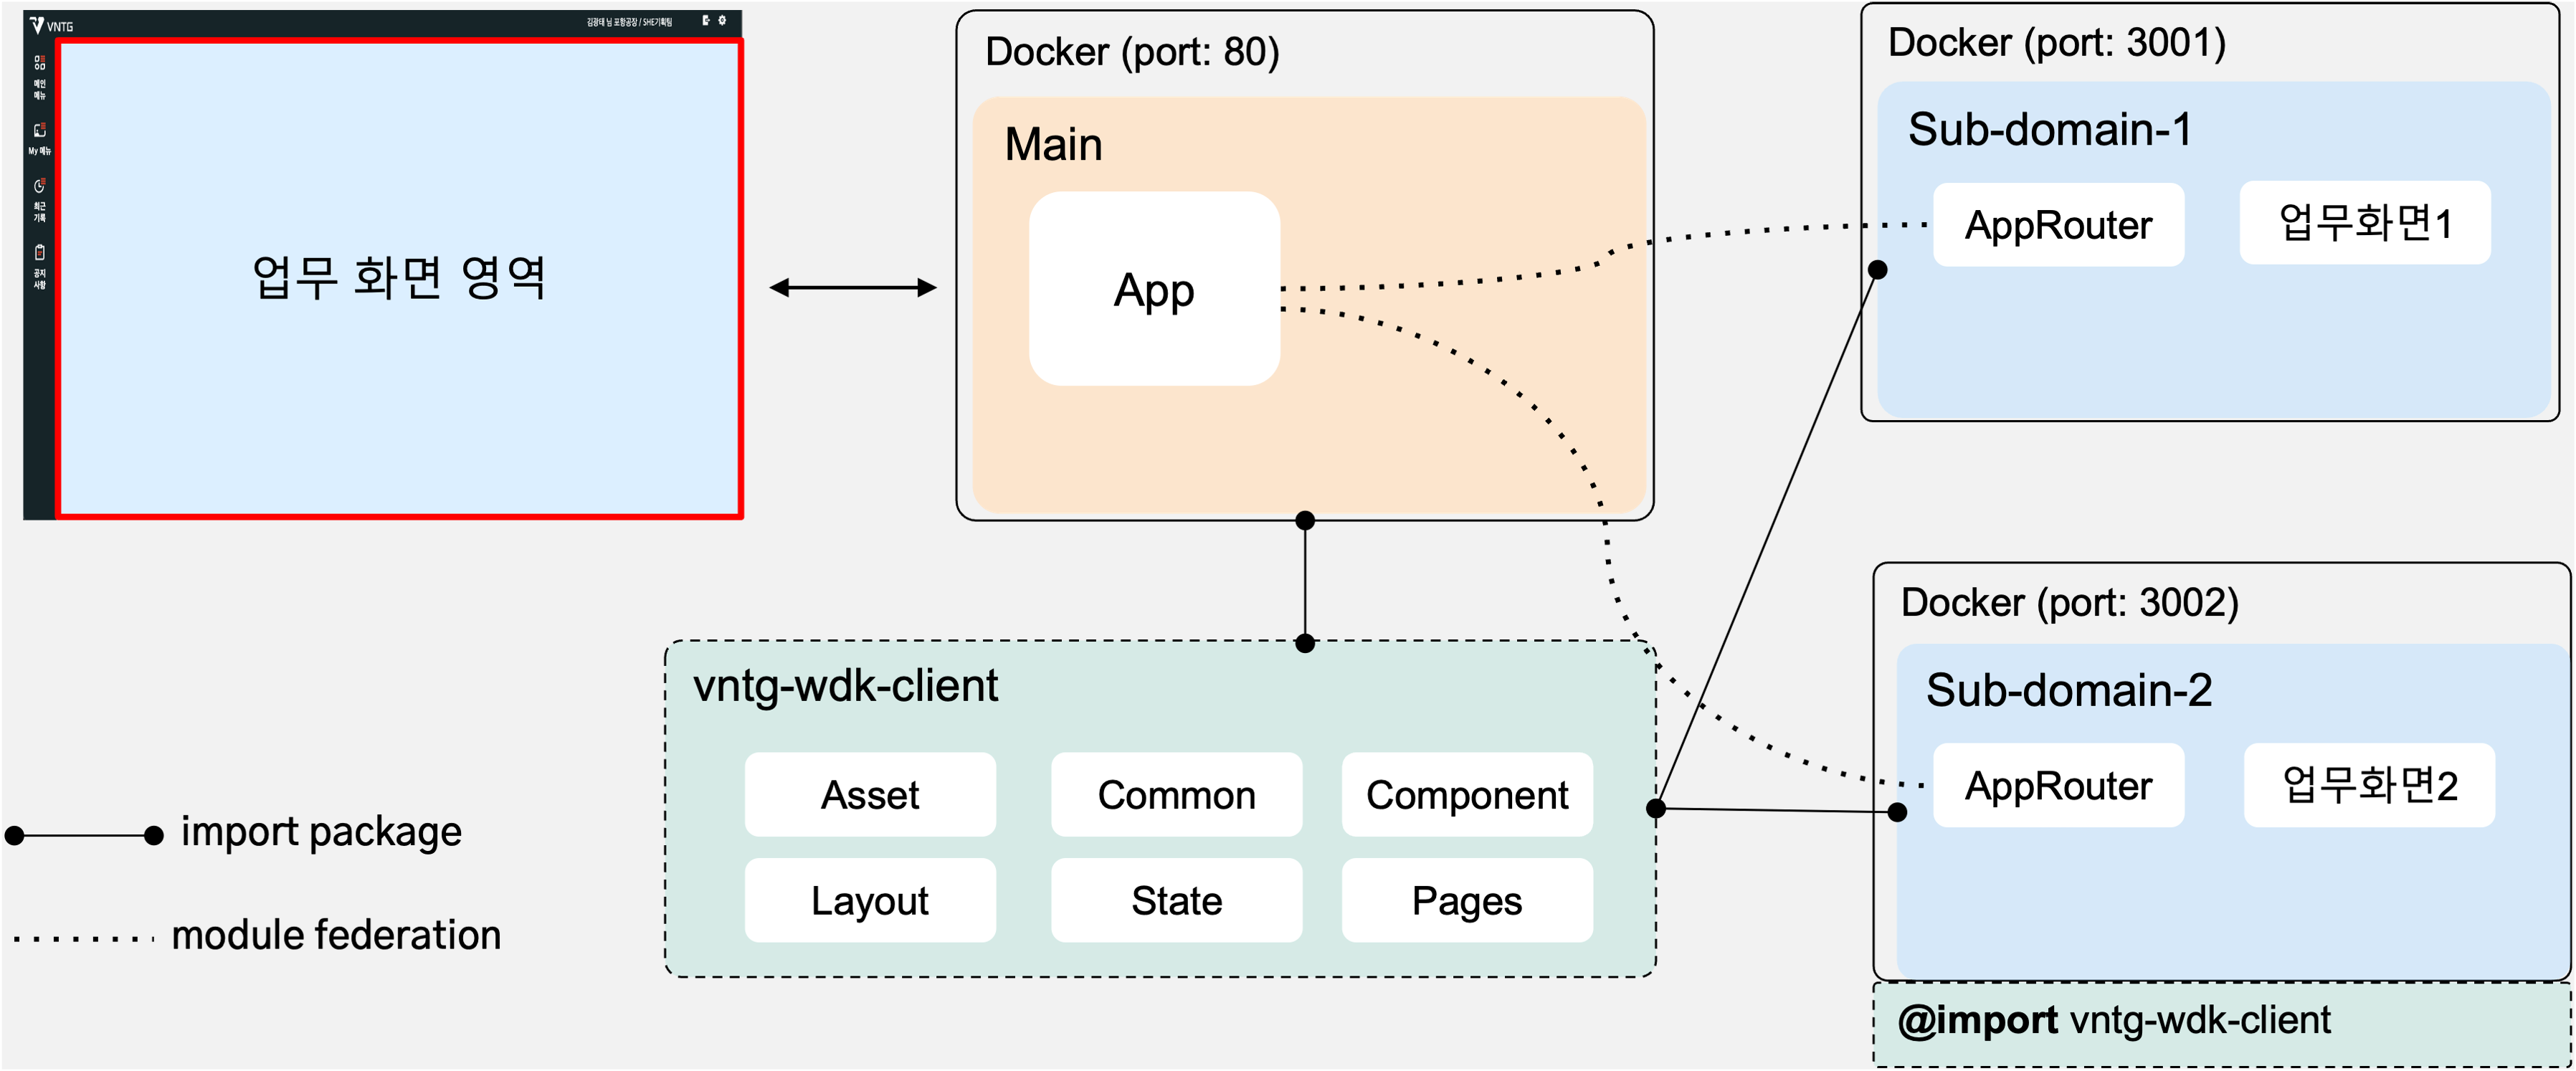 VNTG
김광태 님 포항공장 / SHE기획팀
메인
메뉴
My 메뉴
최근
기록
공지
사항
업무 화면 영역
Docker (port: 80)
Main
App
Docker (port: 3001)
Sub-domain-1
AppRouter
업무화면1
vntg-wdk-client
Asset
Common
Component
Layout
State
Pages
Docker (port: 3002)
Sub-domain-2
AppRouter
업무화면2
@import vntg-wdk-client
import package
module federation